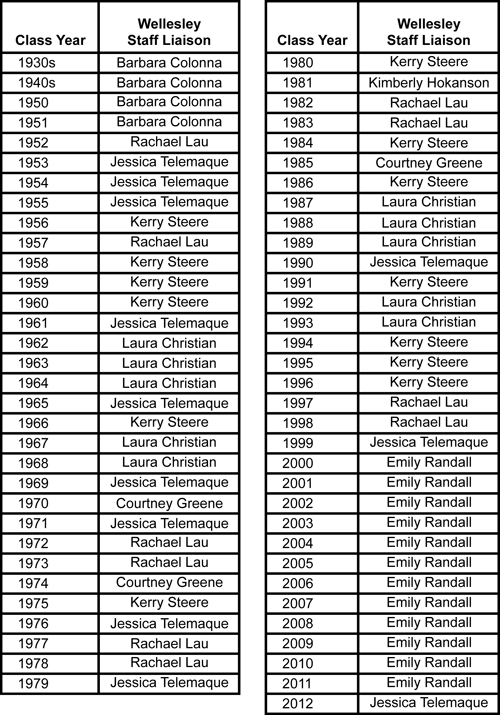 Class Year Wellesley Staff Liaison
1930s Barbara Colonna
1940s Barbara Colonna
1950 Barbara Colonna
1951 Barbara Colonna
1952 Rachael Lau
1953 Jessica Telemaque
1954 Jessica Telemaque
1955 Jessica Telemaque
1956 Kerry Steere
1957 Rachael Lau
1958 Kerry Steere
1959 Kerry Steere
1960 Kerry Steere
1961 Jessica Telemaque
1962 Laura Christian
1963 Laura Christian
1964 Laura Christian
1965 Jessica Telemaque
1966 Kerry Steere
1967 Laura Christian
1968 Laura Christian
1969 Jessica Telemaque
1970 Courtney Greene
1971 Jessica Telemaque
1972 Rachael Lau
1973 Rachael Lau
1974 Courtney Greene
1975 Kerry Steere
1976 Jessica Telemaque
1977 Rachael Lau
1978 Rachael Lau
1979 Jessica Telemaque
Class Year Wellesley Staff Liaison
1980 Kerry Steere
1981 Kimberly Hokanson
1982 Rachael Lau
1983 Rachael Lau
1984 Kerry Steere
1985 Courtney Greene
1986 Kerry Steere
1987 Laura Christian
1988 Laura Christian
1989 Laura Christian
1990 Jessica Telemaque
1991 Kerry Steere
1992 Laura Christian
1993 Laura Christian
1994 Kerry Steere
1995 Kerry Steere
1996 Kerry Steere
1997 Rachael Lau
1998 Rachael Lau
1999 Jessica Telemaque
2000 Emily Randall
2001 Emily Randall
2002 Emily Randall
2003 Emily Randall
2004 Emily Randall
2005 Emily Randall
2006 Emily Randall
2007 Emily Randall
2008 Emily Randall
2009 Emily Randall
2010 Emily Randall
2011 Emily Randall
2012 Jessica Telemaque